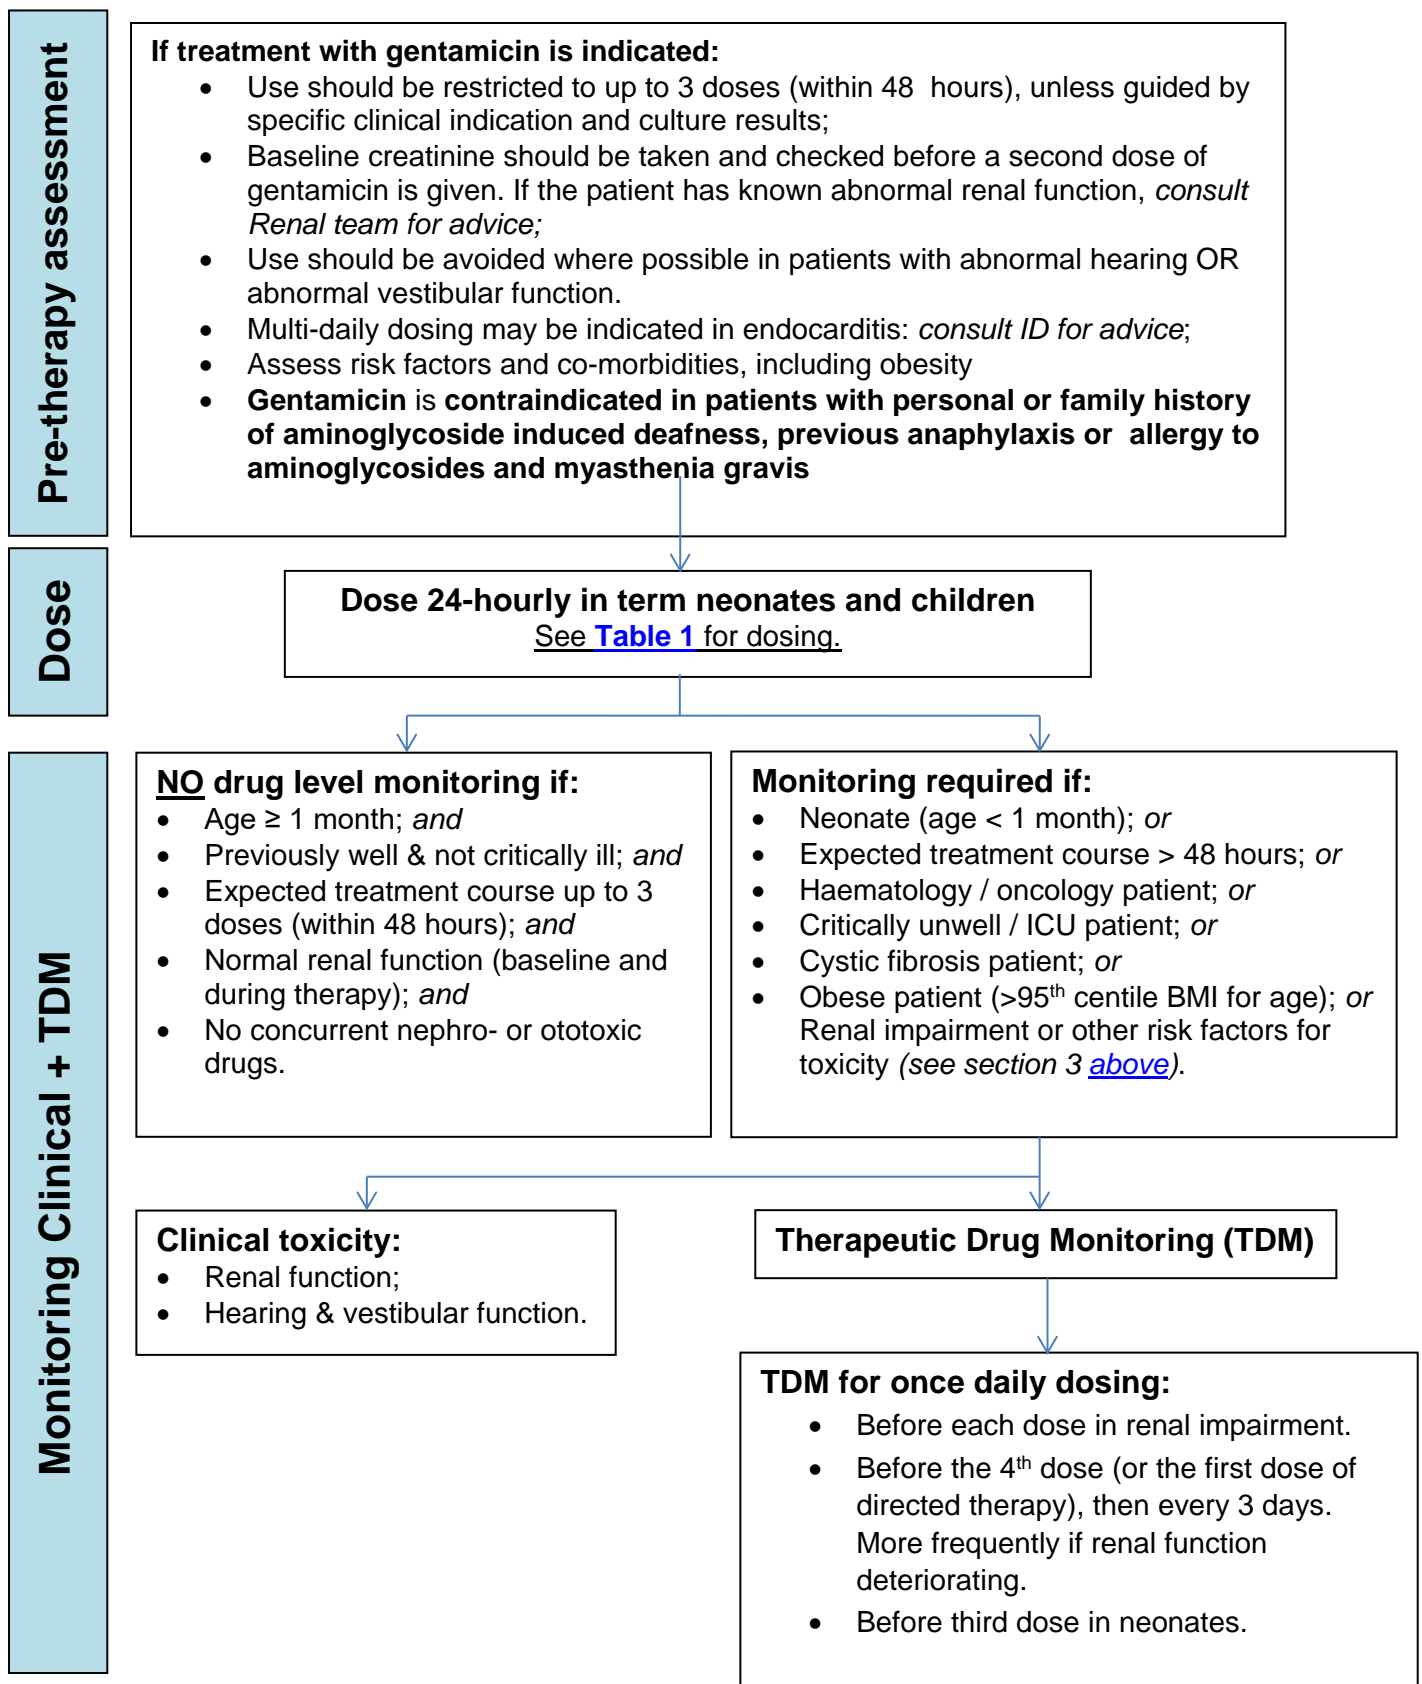 Pre-therapy assessment
If treatment with gentamicin is indicated:
• Use should be restricted to up to 3 doses (within 48 hours), unless guided by
specific clinical indication and culture results;
• Baseline creatinine should be taken and checked before a second dose of
gentamicin is given. If the patient has known abnormal renal function, consult
Renal team for advice;
• Use should be avoided where possible in patients with abnormal hearing OR
abnormal vestibular function.
• Multi-daily dosing may be indicated in endocarditis: consult ID for advice;
• Assess risk factors and co-morbidities, including obesity
• Gentamicin is contraindicated in patients with personal or family history
of aminoglycoside induced deafness, previous anaphylaxis or allergy to
aminoglycosides and myasthenia gravis
Dose
Dose 24-hourly in term neonates and children
See Table 1 for dosing.
Monitoring Clinical + TDM
NO drug level monitoring if:
• Age ≥ 1 month; and
• Previously well & not critically ill; and
• Expected treatment course up to 3
doses (within 48 hours); and
• Normal renal function (baseline and
during therapy); and
• No concurrent nephro- or ototoxic
drugs.
Monitoring required if:
• Neonate (age < 1 month); or
• Expected treatment course > 48 hours; or
• Haematology / oncology patient; or
• Critically unwell / ICU patient; or
• Cystic fibrosis patient; or
• Obese patient (>95th centile BMI for age); or
Renal impairment or other risk factors for
toxicity (see section 3 above).
Clinical toxicity:
• Renal function;
• Hearing & vestibular function.
Therapeutic Drug Monitoring (TDM)
TDM for once daily dosing:
• Before each dose in renal impairment.
• Before the 4th dose (or the first dose of
directed therapy), then every 3 days.
More frequently if renal function
deteriorating.
• Before third dose in neonates.